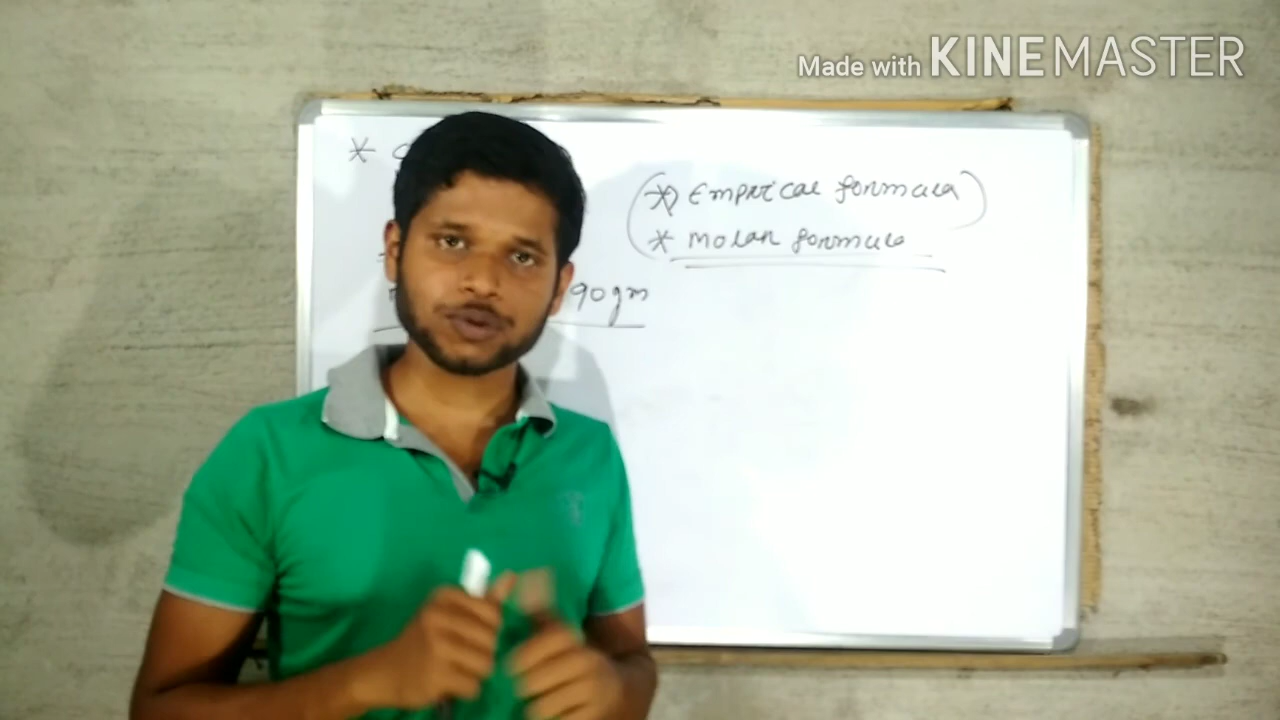 Made with KINEMASTER
*
*) Emprical formula
* molar formula
90gm